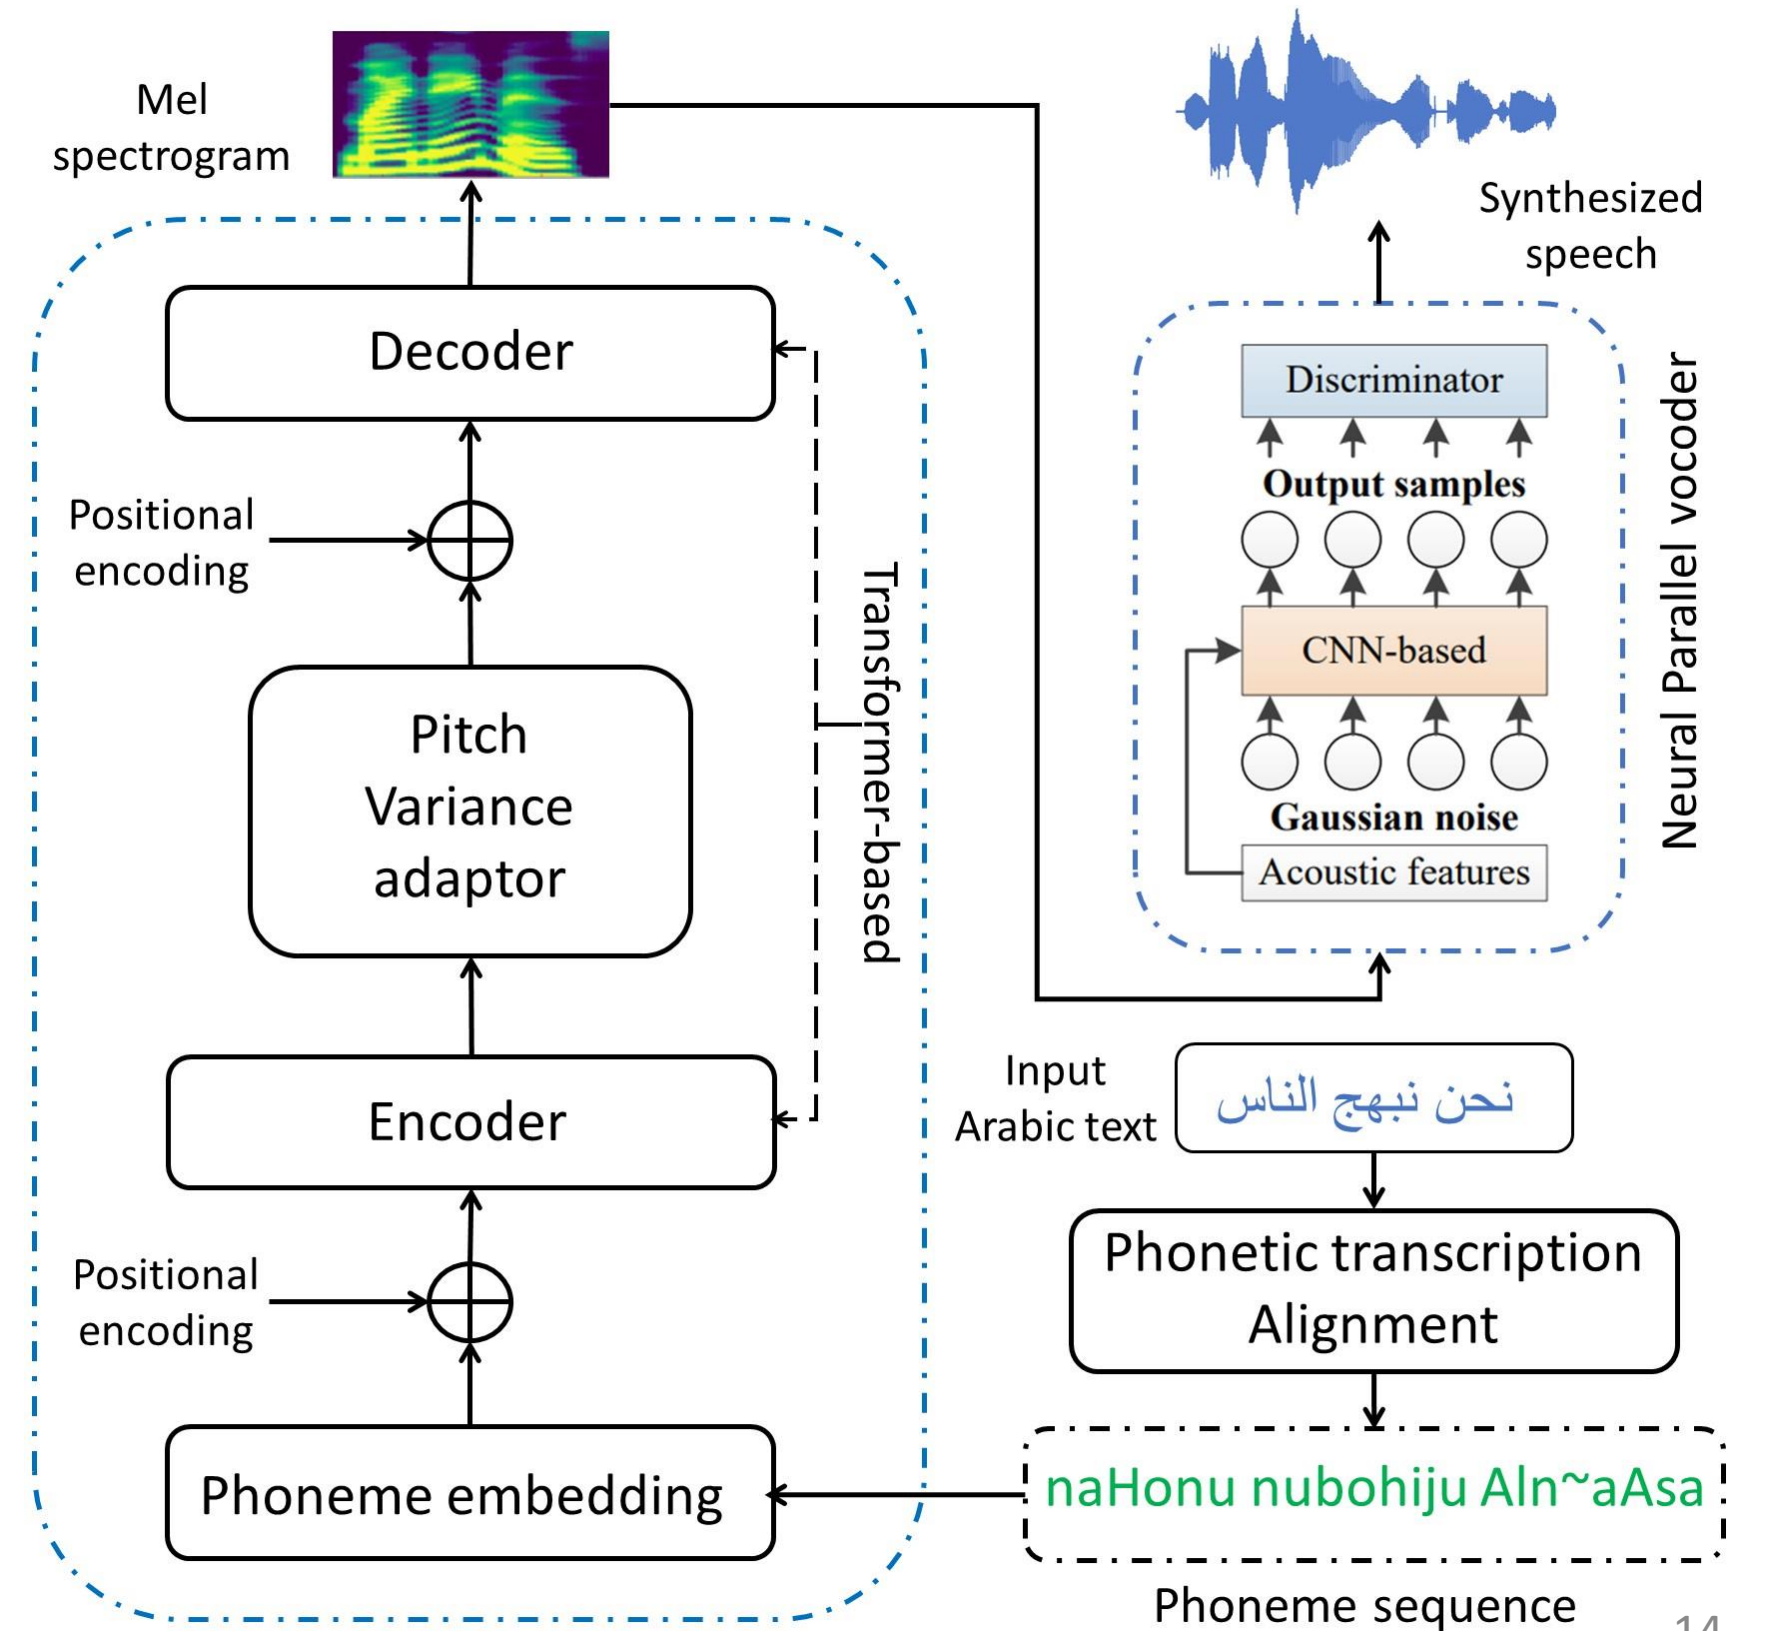 Mel
spectrogram
Decoder
Positional
encoding
Pitch
Variance
adaptor
Transformer-based
Encoder
Positional
encoding
Phoneme embedding
Synthesized
speech
Discriminator
Output samples
CNN-based
Gaussian noise
Acoustic features
Neural Parallel vocoder
Input
Arabic text
نحن نبهج الناس
Phonetic transcription
Alignment
naHonu nubohiju Aln~aAsa
Phoneme sequence
14